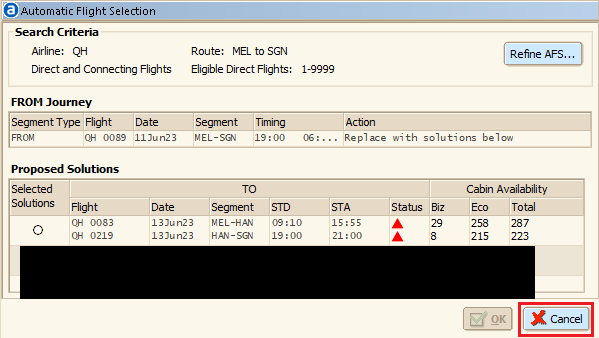 a Automatic Flight Selection
Search Criteria
Airline: QH Route: MEL to SGN
Direct and Connecting Flights Eligible Direct Flights: 1-9999
Refine AFS...
FROM Journey
Segment Type Flight Date Segment Timing Action
FROM QH 0089 11Jun23 MEL-SGN 19:00 06:... Replace with solutions below
Proposed Solutions
Selected Solutions TO Cabin Availability
Flight Date Segment STD STA Status Biz Eco Total
QH 0083 13Jun23 MEL-HAN 09:10 15:55 29 258 287
QH 0219 13Jun23 HAN-SGN 19:00 21:00 8 215 223
OK Cancel